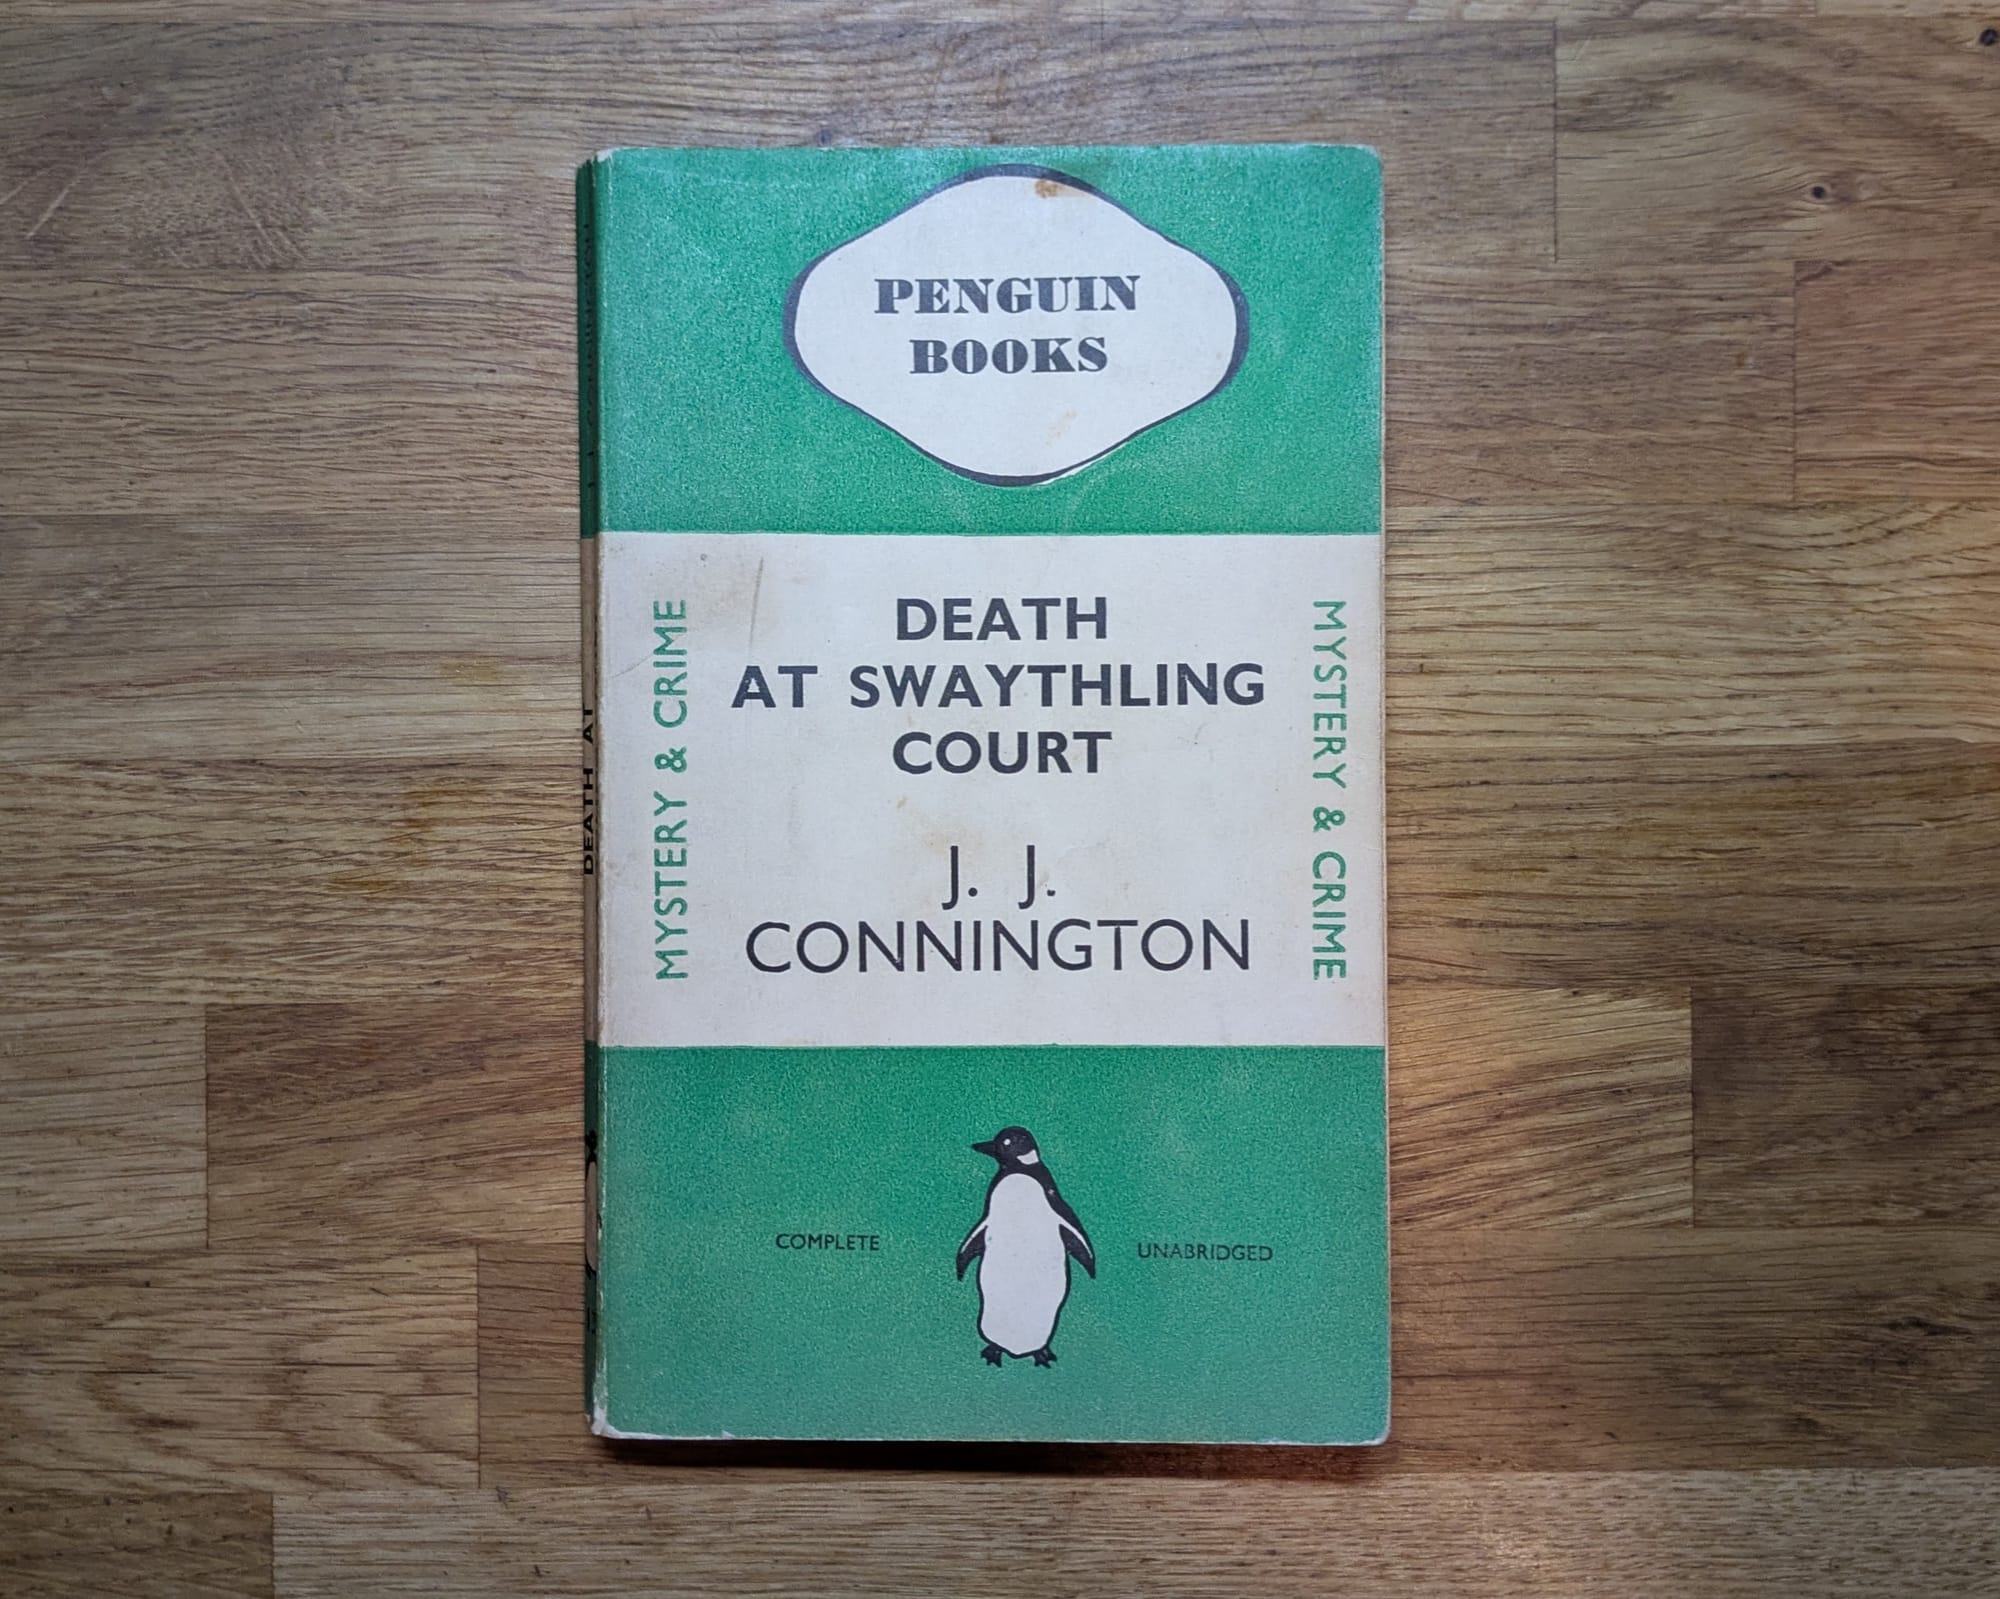 PENGUIN
BOOKS
MYSTERY & CRIME
DEATH
AT SWAYTHLING
COURT
J. J.
CONNINGTON
MYSTERY & CRIME
COMPLETE
UNABRIDGED
DEATH AT